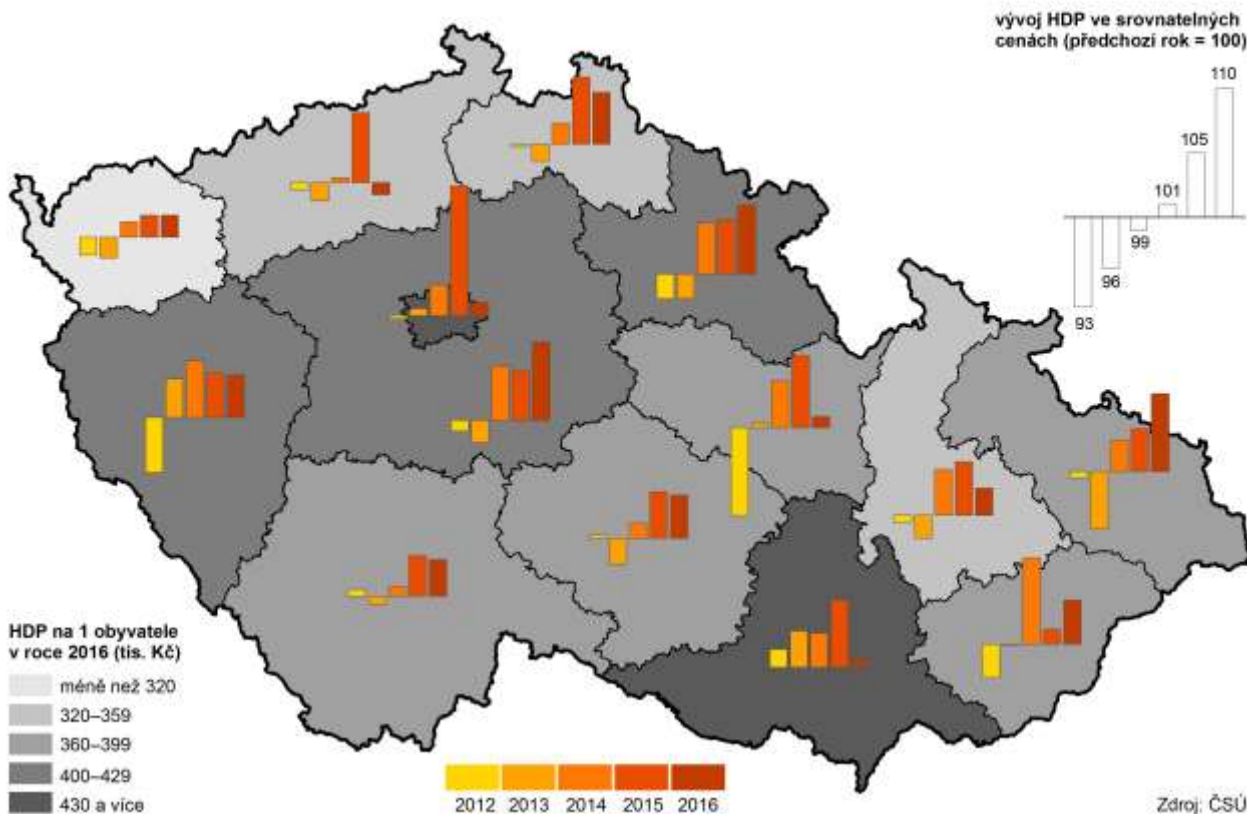 vývoj HDP ve srovnatelných
cenách (předchozí rok = 100)
110
105
101
99
96
93
HDP na 1 obyvatele
v roce 2016 (tis. Kč)
méně než 320
320–359
360–399
400–429
430 a více
2012 2013 2014 2015 2016
Zdroj: ČSÚ